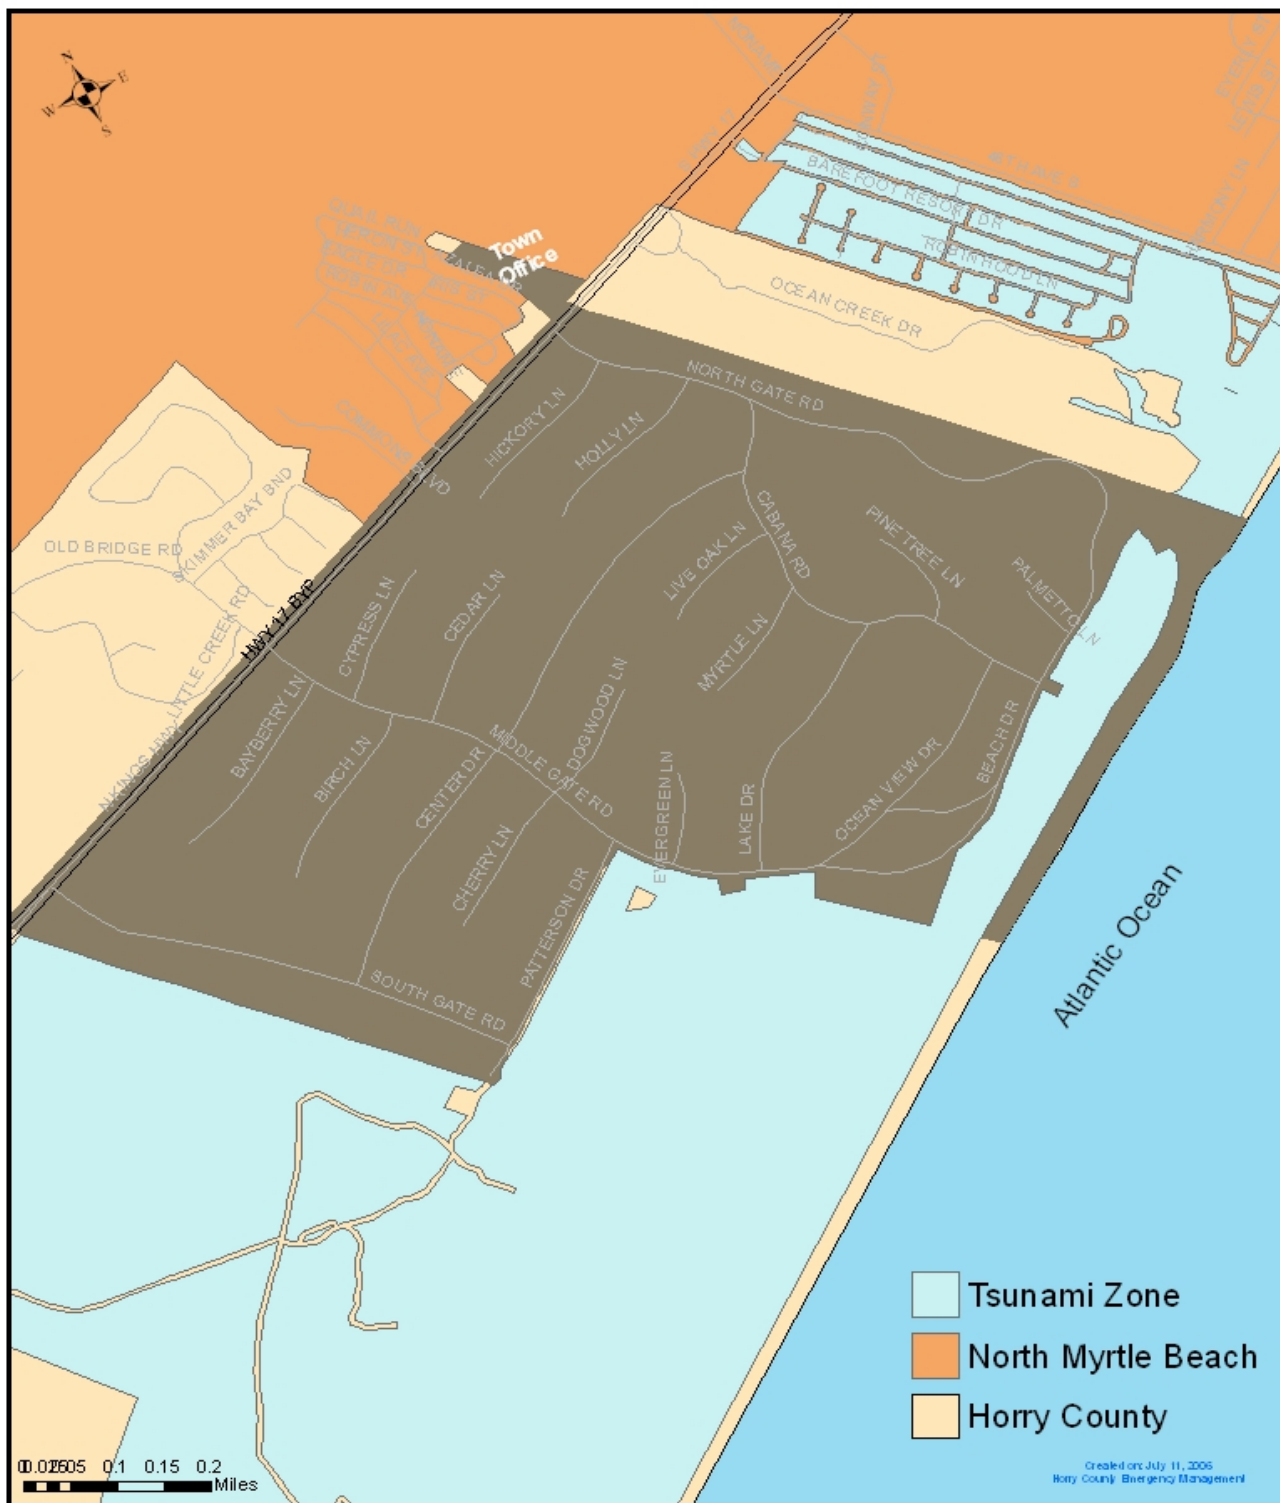 N
E
W
S
BAREFOOT RESORT DR
48TH AVE N
ROBIN HOOD LN
Town
Office
OCEAN CREEK DR
NORTH GATE RD
HICKORY LN
HOLLY LN
CABANA RD
PINE TREE LN
LIVE OAK LN
PALMETTO LN
OLD BRIDGE RD
SKIMMER BAY BND
HWY 17 BYP
LITTLE CREEK RD
N KINGS HWY
CYPRESS LN
CEDAR LN
MYRTLE LN
BAYBERRY LN
BIRCH LN
DOGWOOD LN
MIDDLE GATE RD
CENTER DR
EVERGREEN LN
LAKE DR
OCEAN VIEW DR
BEACH DR
CHERRY LN
PATTERSON DR
SOUTH GATE RD
Atlantic Ocean
Tsunami Zone
North Myrtle Beach
Horry County
0.1 0.15 0.2
Miles
Created on: July 11, 2006
Horry County Emergency Management